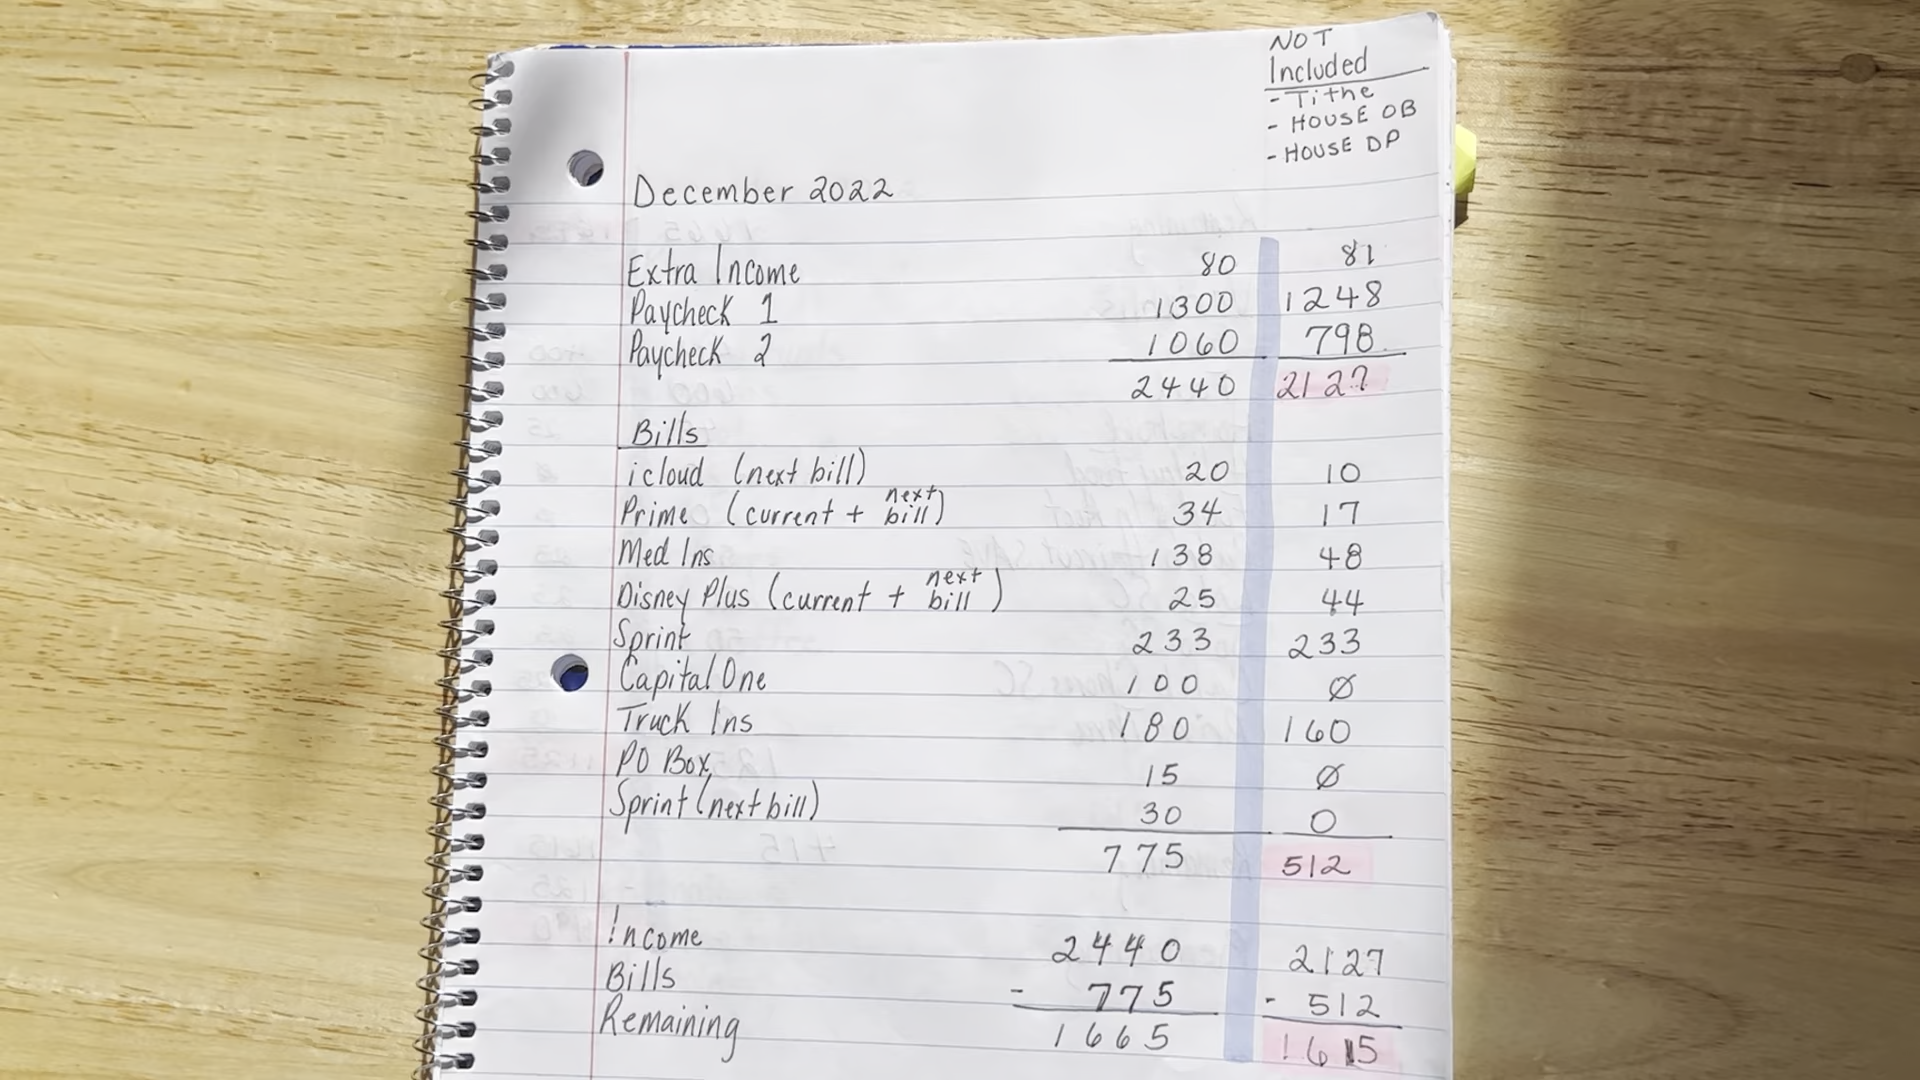 NOT
Included
- Tithe
- HOUSE OB
- HOUSE DP
December 2022
Extra Income 80 81
Paycheck 1 1300 1248
Paycheck 2 1060 798
2440 2127
Bills
icloud (next bill) 20 10
Prime (current + next bill) 34 17
Med Ins 138 48
Disney Plus (current + next bill) 25 44
Sprint 233 233
Capital One 100 Ø
Truck Ins 180 160
PO Box 15 Ø
Sprint (next bill) 30 0
775 512
Income 2440 2127
Bills - 775 - 512
Remaining 1665 1615